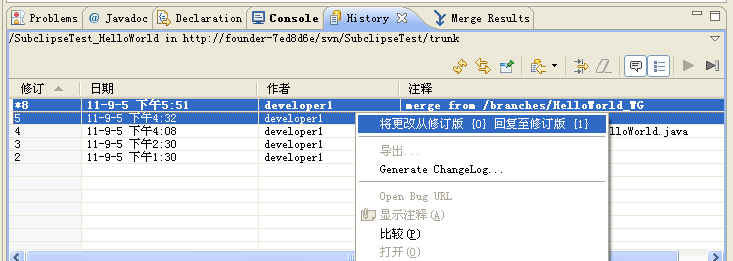 Problems @ Javadoc Declaration Console History Merge Results
/SubclipseTest_HelloWorld in http://founder-7ed8d6e/svn/SubclipseTest/trunk
修订 日期 作者 注释
*8 11-9-5 下午5:51 developer1 merge from /branches/HelloWorld_WG
5 11-9-5 下午4:32 developer1
4 11-9-5 下午4:08 developer1 lloWorld.java
3 11-9-5 下午2:30 developer1
2 11-9-5 下午1:30 developer1
将更改从修订版 {0} 回复至修订版 {1}
导出...
Generate ChangeLog...
Open Bug URL
显示注释(A)
比较(P)
打开(O)